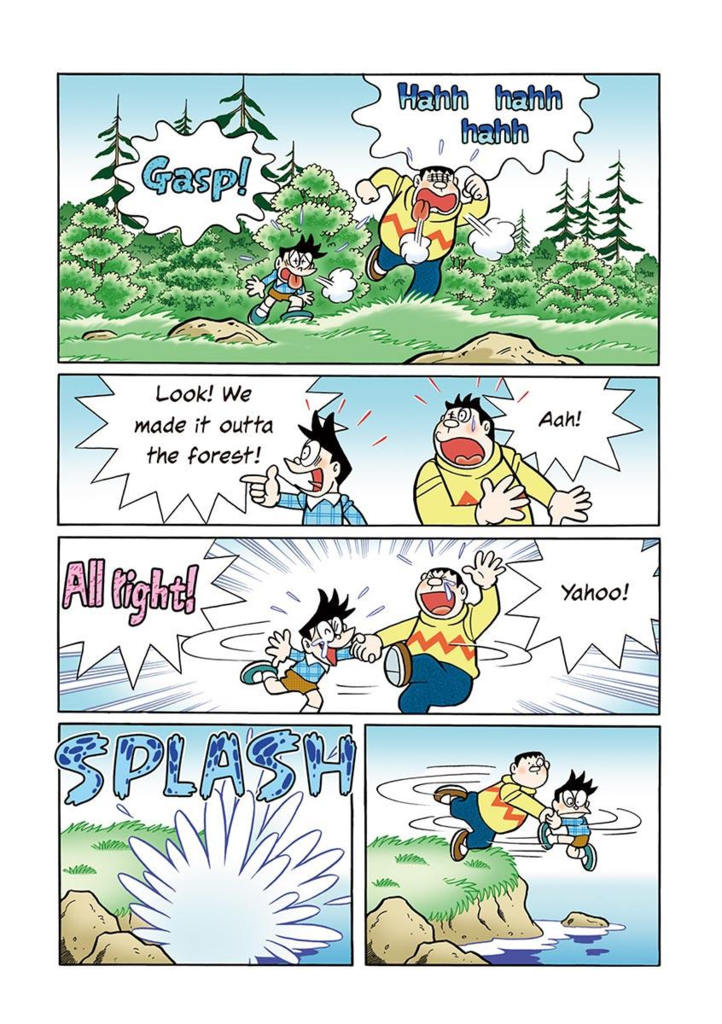 Hahh hahh
hahh
Gasp!
Aah!
Look! We
made it outta
the forest!
Yahoo!
All right!
SPLASH